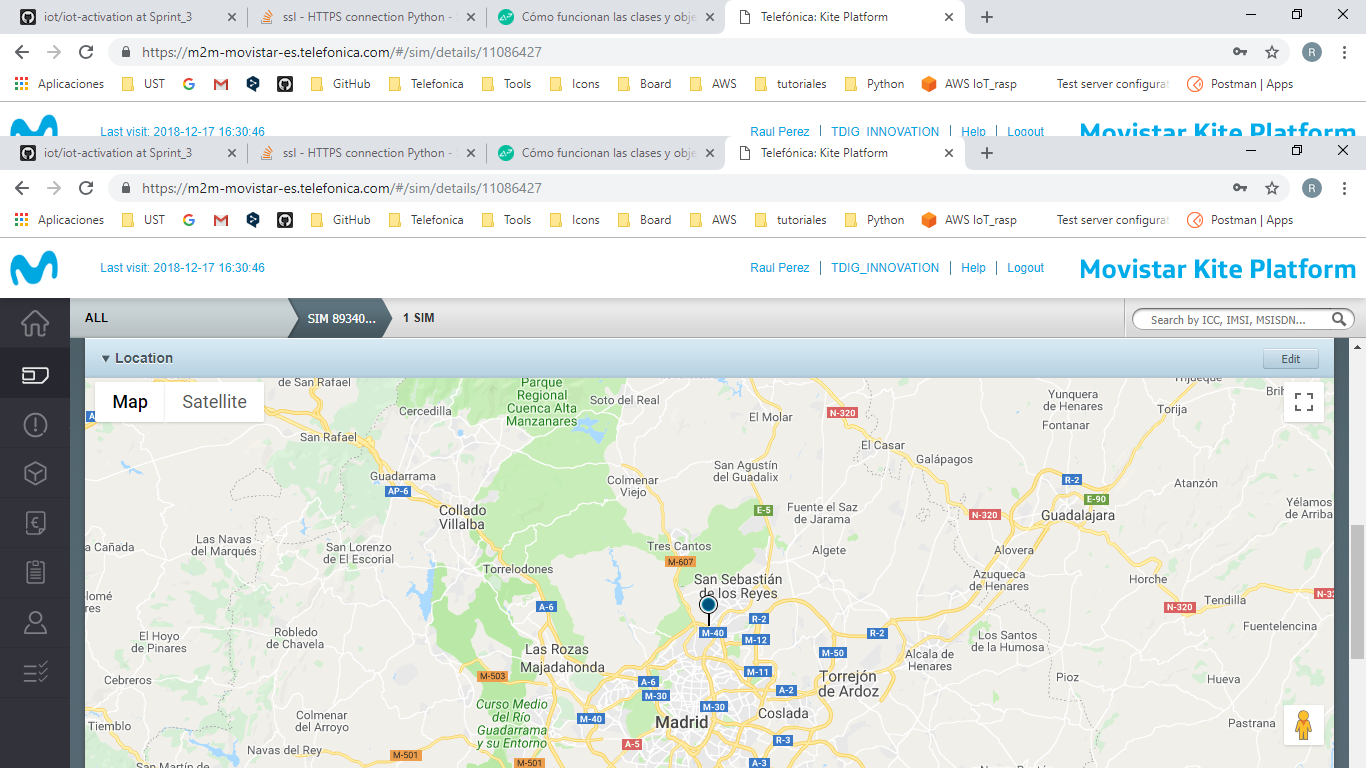 iot/iot-activation at Sprint_3
ssl - HTTPS connection Python -
Cómo funcionan las clases y obje
Telefónica: Kite Platform
https://m2m-movistar-es.telefonica.com/#/sim/details/11086427
R
Aplicaciones UST GitHub Telefonica Tools Icons Board AWS tutoriales Python AWS IoT_rasp Test server configurat Postman | Apps
Last visit: 2018-12-17 16:30:46
Raul Perez | TDIG_INNOVATION | Help | Logout
Movistar Kite Platform
iot/iot-activation at Sprint_3
ssl - HTTPS connection Python -
Cómo funcionan las clases y obje
Telefónica: Kite Platform
https://m2m-movistar-es.telefonica.com/#/sim/details/11086427
R
Aplicaciones UST GitHub Telefonica Tools Icons Board AWS tutoriales Python AWS IoT_rasp Test server configurat Postman | Apps
Last visit: 2018-12-17 16:30:46
Raul Perez | TDIG_INNOVATION | Help | Logout
Movistar Kite Platform
ALL
SIM 89340...
1 SIM
Search by ICC, IMSI, MSISDN...
Location
Edit
Map
Satellite
de San Rafael
Parque
Regional
Cuenca Alta
Manzanares
Soto del Real
Cercedilla
El Molar
N-320
Yunquera
de Henares
Torija
Fontanar
San Rafael
El Casar
Galápagos
Guadarrama
AP-6
Colmenar
Viejo
San Agustín
del Guadalix
R-2
Atanzón
E-90
Collado
Villalba
E-5
Fuente el Saz
de Jarama
N-320
Guadalajara
Yélamos
de Arriba
a Cañada
Las Navas
del Marqués
San Lorenzo
de El Escorial
Tres Cantos
M-607
Algete
Alovera
Torrelodones
San Sebastián
de los Reyes
Azuqueca
de Henares
Horche
A-6
N-320
Tendilla
R-2
M-40
M-12
R-2
Fuentelencina
El Hoyo
de Pinares
Robledo
de Chavela
Las Rozas
Majadahonda
M-50
Alcala de
Henares
Los Santos
de la Humosa
Cebreros
M-503
A-6
M-11
Torrejón
de Ardoz
Pioz
Hueva
M-30
A-2
Curso Medio
del Río
Guadarrama
y su Entorno
M-30
M-40
Madrid
Coslada
Pastrana
Tiemblo
Colmenar
del Arroyo
Navas del Rey
M-501
A-5
R-3
San Martín de
M-501
A-3